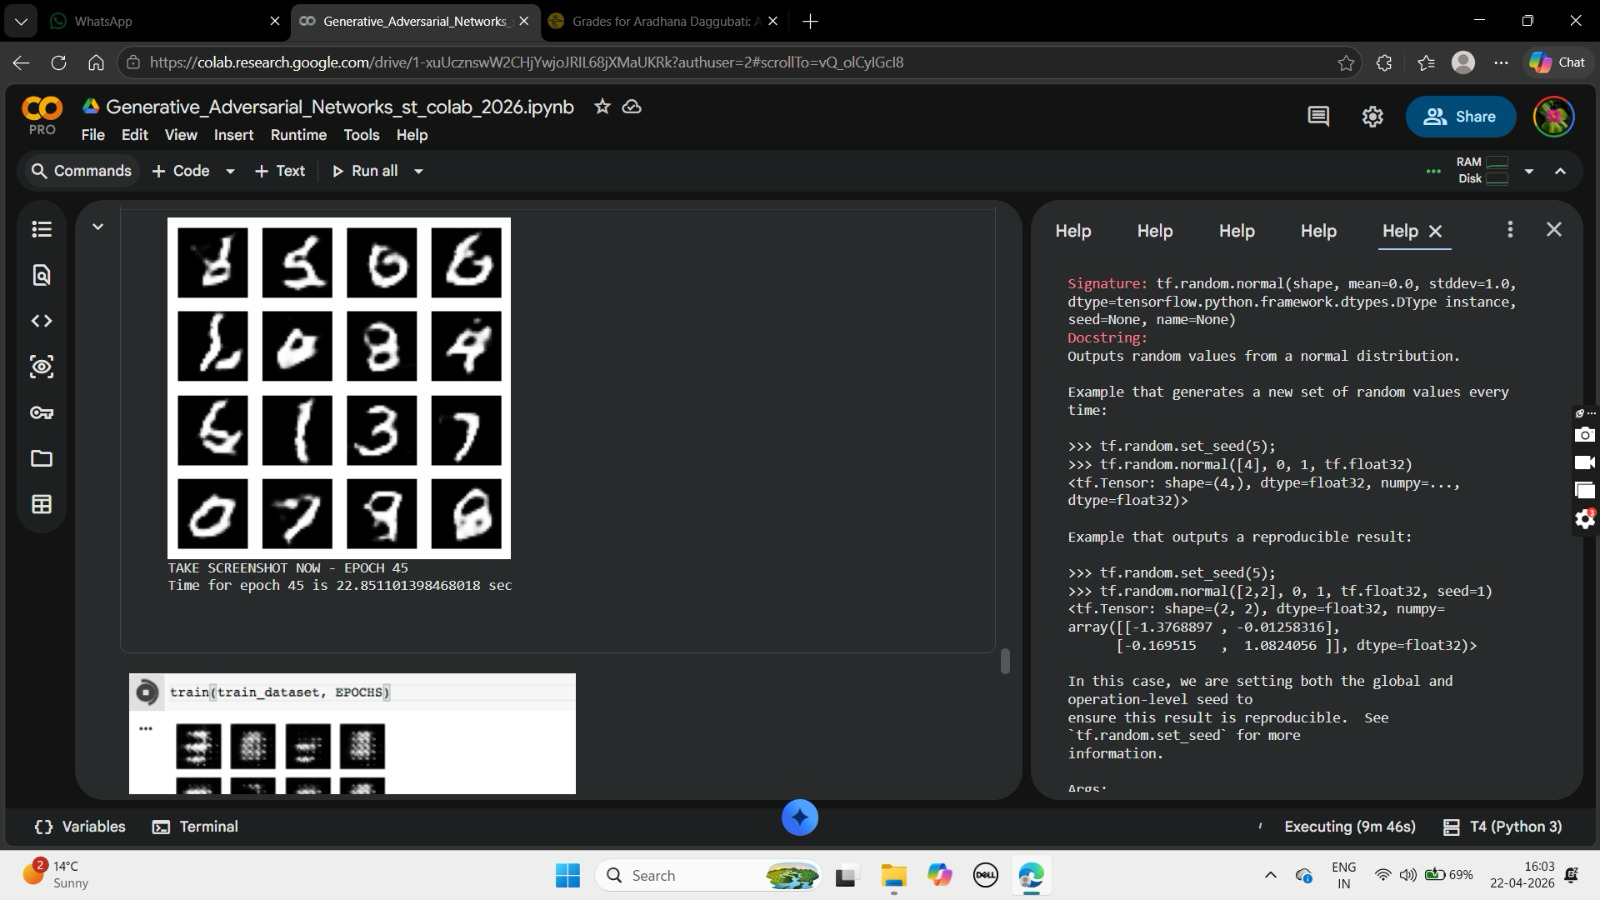 WhatsApp
Generative_Adversarial_Networks_
Grades for Aradhana Daggubati: A
https://colab.research.google.com/drive/1-xuUcznswW2CHjYwjoJRIL68jXMaUKRk?authuser=2#scrollTo=vQ_olCylGcI8
Chat
CO
PRO
Generative_Adversarial_Networks_st_colab_2026.ipynb
File Edit View Insert Runtime Tools Help
Share
Commands + Code + Text Run all
RAM
Disk
TAKE SCREENSHOT NOW - EPOCH 45
Time for epoch 45 is 22.851101398468018 sec
train(train_dataset, EPOCHS)
Help Help Help Help Help
Signature: tf.random.normal(shape, mean=0.0, stddev=1.0,
dtype=tensorflow.python.framework.dtypes.DType instance,
seed=None, name=None)
Docstring:
Outputs random values from a normal distribution.
Example that generates a new set of random values every
time:
>>> tf.random.set_seed(5);
>>> tf.random.normal([4], 0, 1, tf.float32)
<tf.Tensor: shape=(4,), dtype=float32, numpy=...,
dtype=float32)>
Example that outputs a reproducible result:
>>> tf.random.set_seed(5);
>>> tf.random.normal([2,2], 0, 1, tf.float32, seed=1)
<tf.Tensor: shape=(2, 2), dtype=float32, numpy=
array([[-1.3768897 , -0.01258316],
[-0.169515 , 1.0824056 ]], dtype=float32)>
In this case, we are setting both the global and
operation-level seed to
ensure this result is reproducible. See
`tf.random.set_seed` for more
information.
Args:
Variables Terminal
Executing (9m 46s) T4 (Python 3)
2
14°C
Sunny
Search
DELL
ENG
IN
69%
16:03
22-04-2026